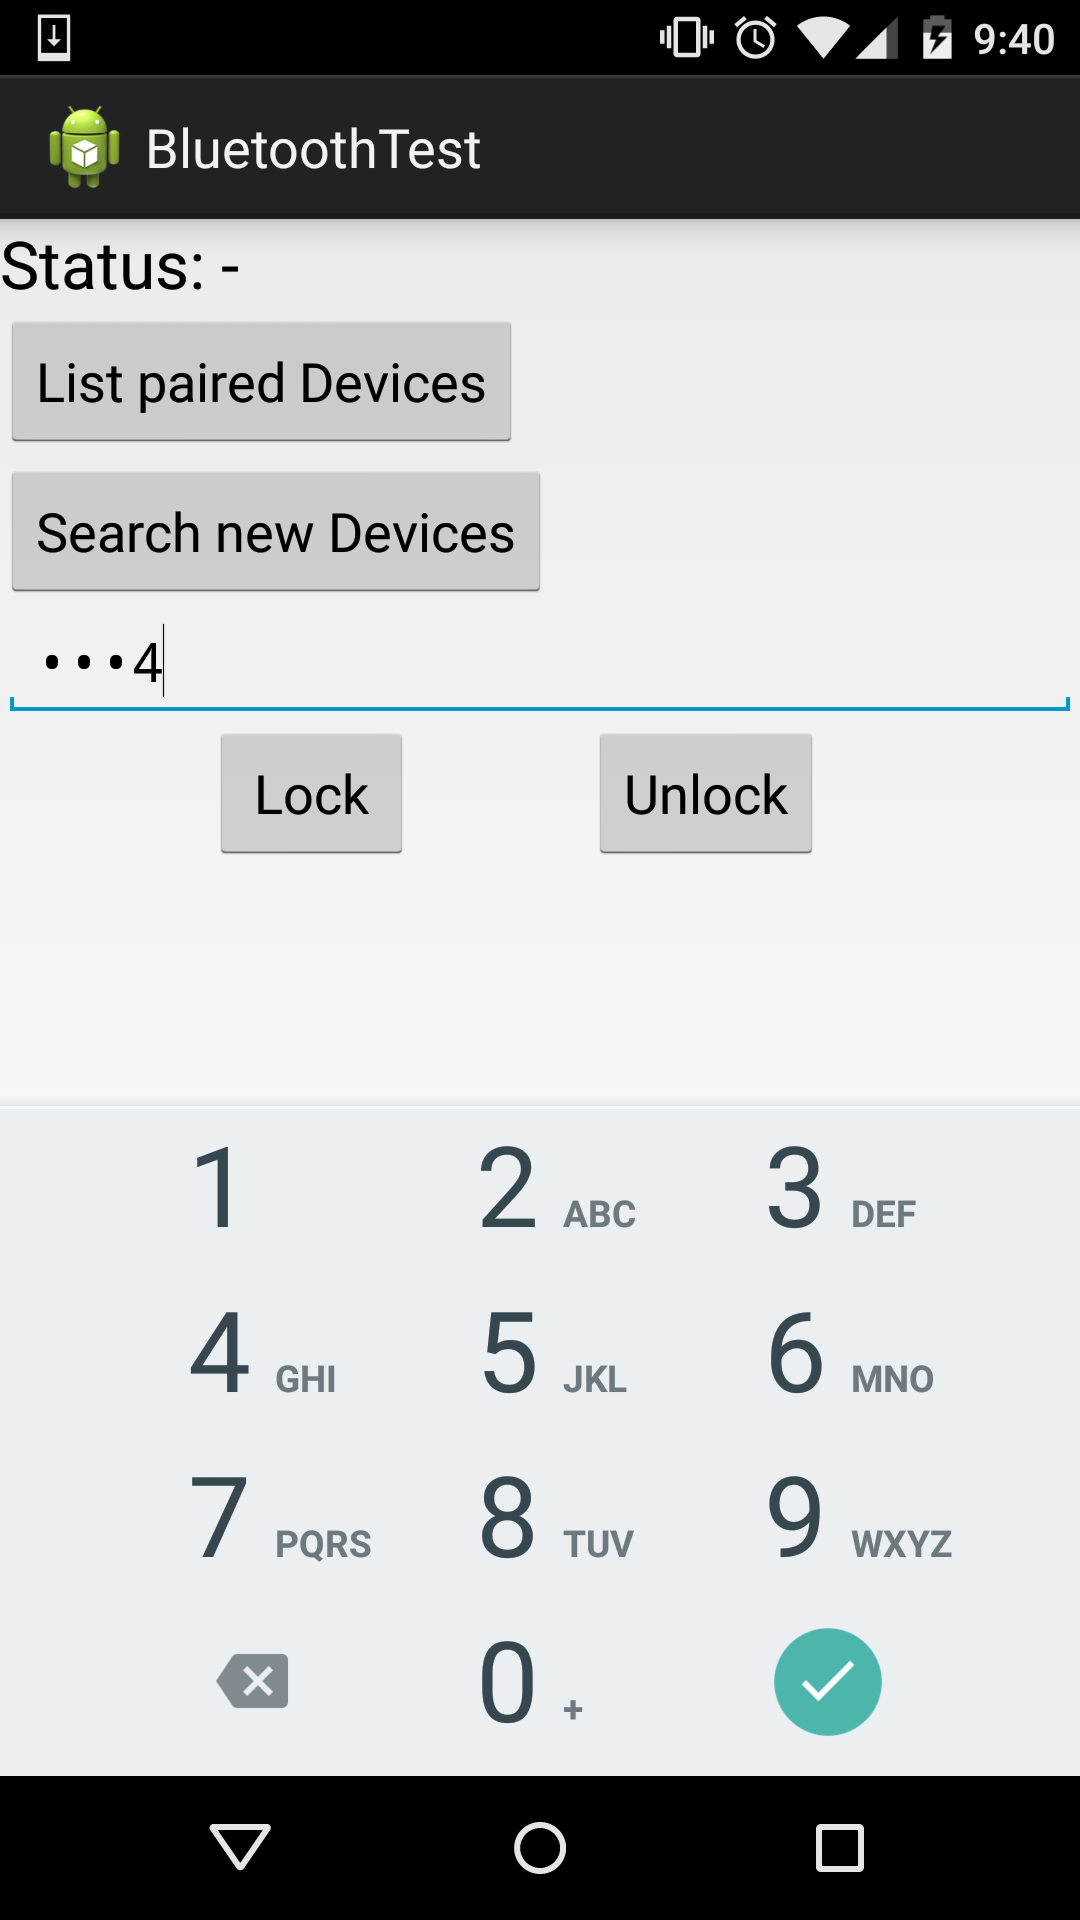 9:40
BluetoothTest
Status: -
List paired Devices
Search new Devices
•••4
Lock Unlock
1 2 ABC 3 DEF
4 GHI 5 JKL 6 MNO
7 PQRS 8 TUV 9 WXYZ
0 +